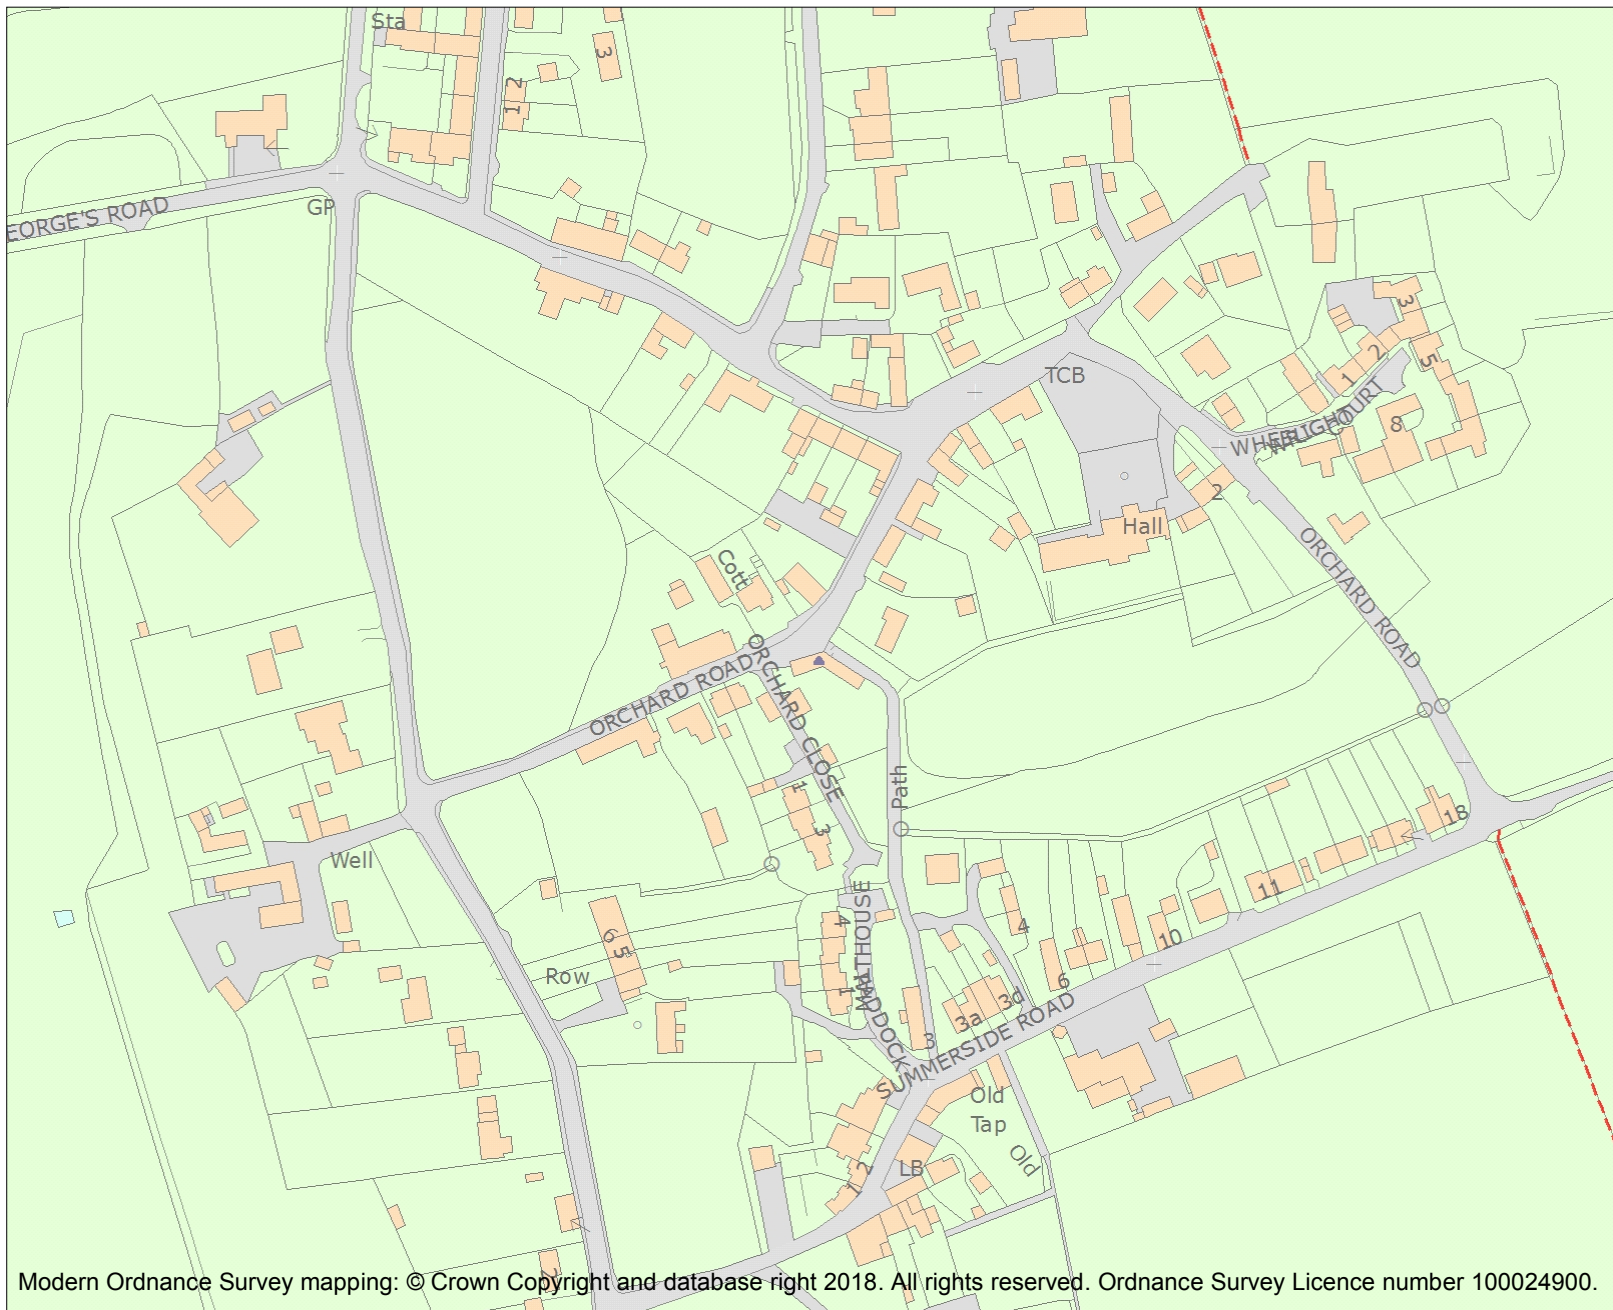 Sta
3
2
1
EORGE'S ROAD
GP
TCB
3
2
5
1
WHEELWRIGHT COURT
8
2
Hall
ORCHARD ROAD
Cott
ORCHARD ROAD
ORCHARD CLOSE
Path
1
3
18
Well
11
4
4
6
5
10
Row
1
MALTHOUSE
PADDOCK
6
3d
3a
3
SUMMERSIDE ROAD
Old
Tap
Old
LB
2
1
Modern Ordnance Survey mapping: © Crown Copyright and database right 2018. All rights reserved. Ordnance Survey Licence number 100024900.